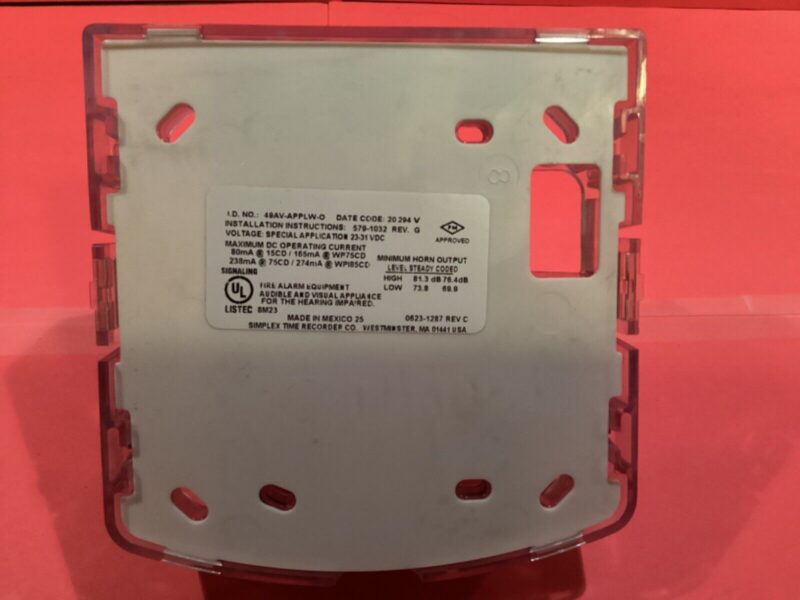 I.D. NO.: 49AV-APPLW-O DATE CODE: 20 294 V
INSTALLATION INSTRUCTIONS: 579-1032 REV. G
VOLTAGE: SPECIAL APPLICATION 23-31 VDC
FM
APPROVED
MAXIMUM DC OPERATING CURRENT
80mA @ 15CD / 165mA @ WP75CD
238mA @ 75CD / 274mA @ WP185CD
MINIMUM HORN OUTPUT
LEVEL STEADY CODED
HIGH 81.3 dB 76.4dB
LOW 73.8 69.9
SIGNALING
UL
LISTED 8M23
FIRE ALARM EQUIPMENT
AUDIBLE AND VISUAL APPLIANCE
FOR THE HEARING IMPAIRED.
MADE IN MEXICO 25 0623-1287 REV C
SIMPLEX TIME RECORDER CO. WESTMINSTER, MA 01441 USA
8